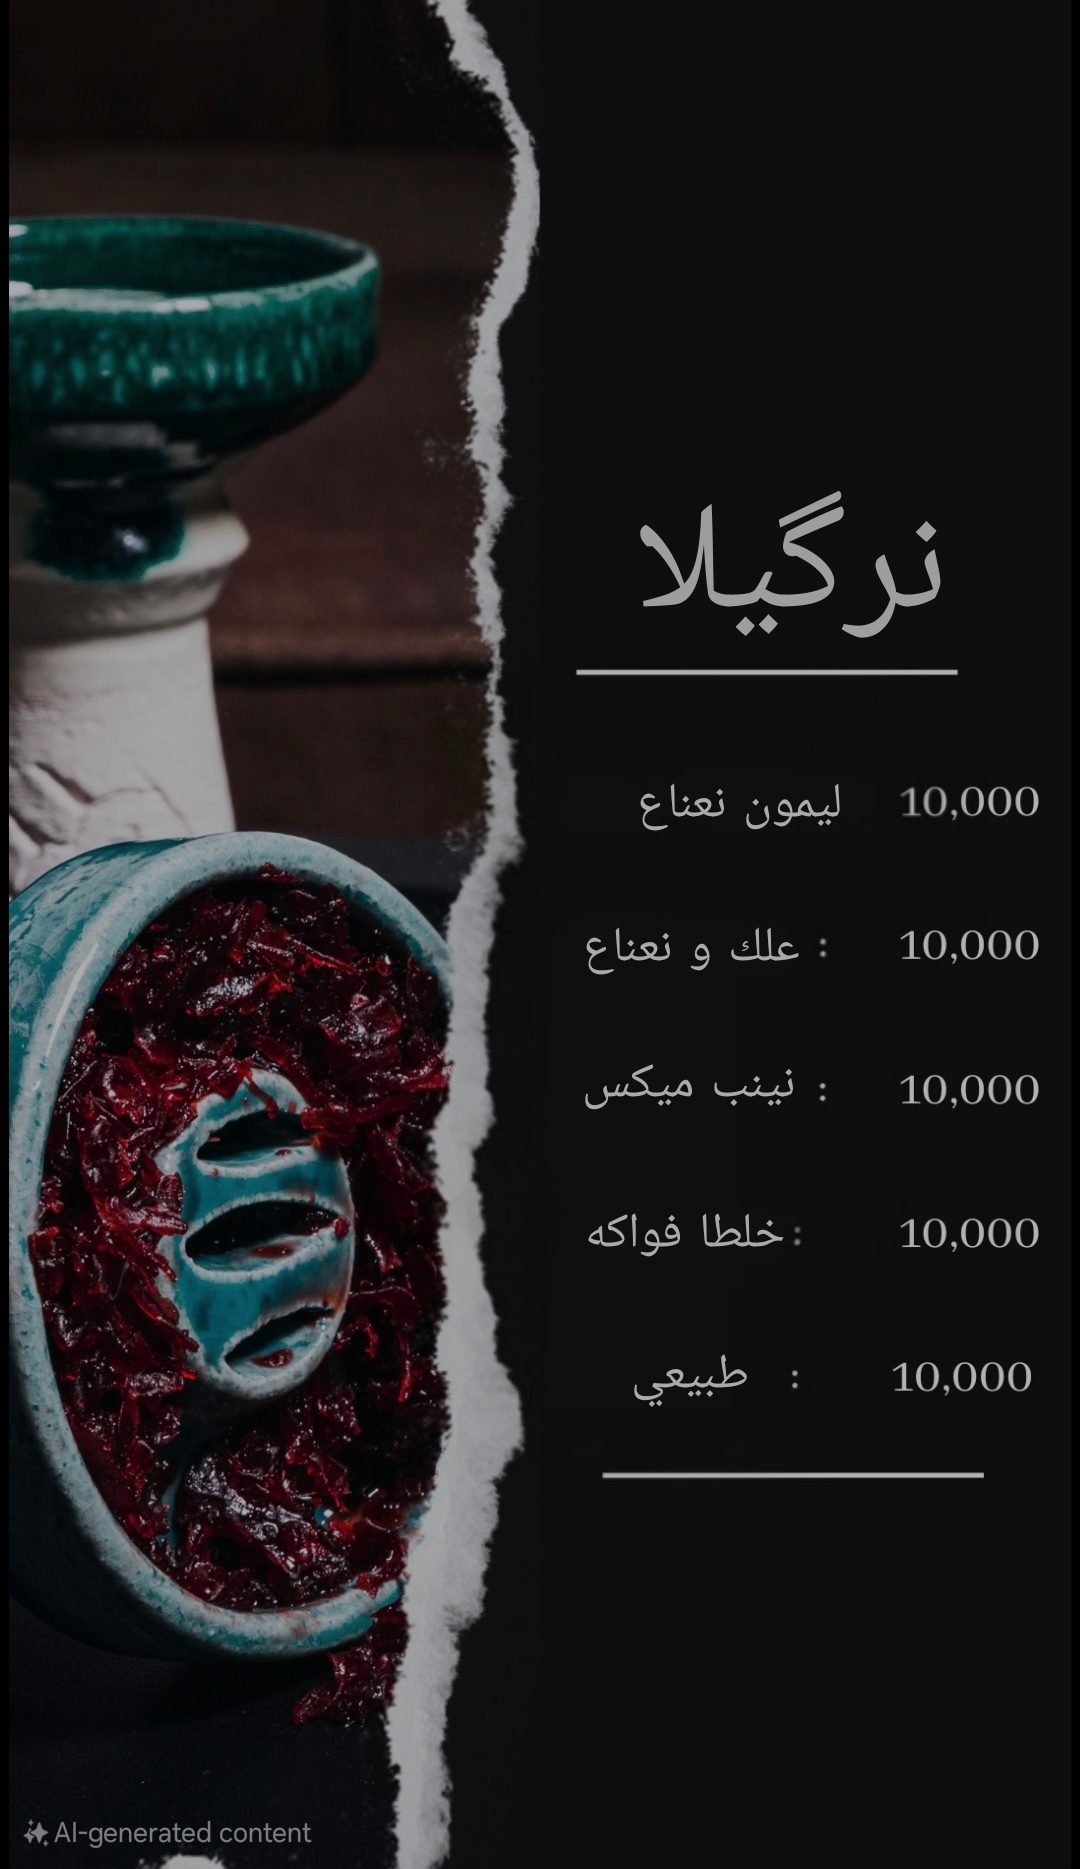 نرگيلا
ليمون نعناع 10,000
علك و نعناع : 10,000
نينب ميكس : 10,000
خلطا فواكه : 10,000
طبيعي : 10,000
AI-generated content